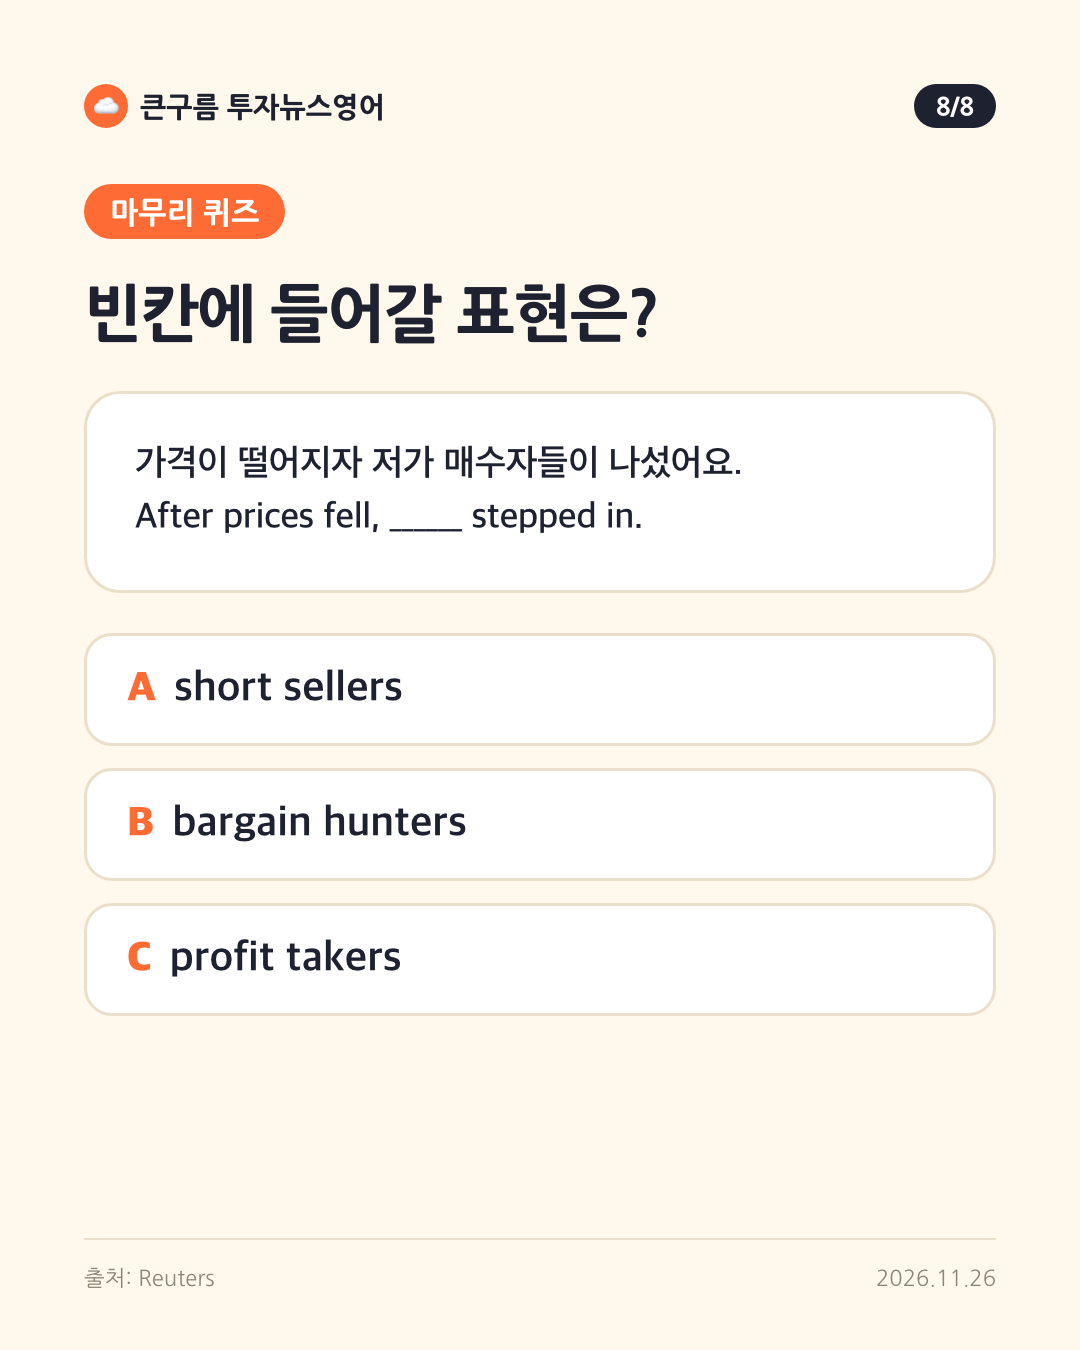 큰구름 투자뉴스영어
8/8
마무리 퀴즈
빈칸에 들어갈 표현은?
가격이 떨어지자 저가 매수자들이 나섰어요.
After prices fell, ______ stepped in.
A short sellers
B bargain hunters
C profit takers
출처: Reuters
2026.11.26